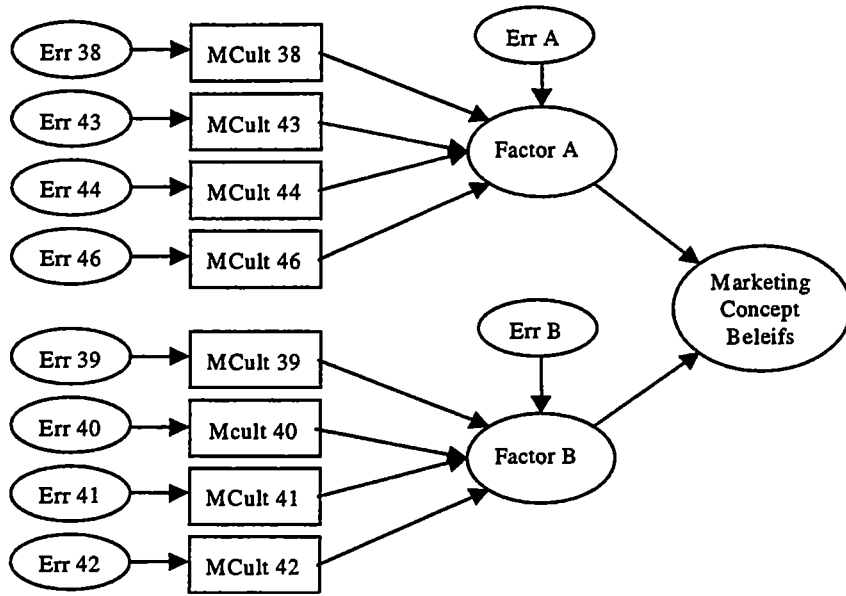 Err 38
MCult 38
Err A
Err 43
MCult 43
Factor A
Err 44
MCult 44
Err 46
MCult 46
Marketing
Concept
Beleifs
Err B
Err 39
MCult 39
Err 40
Mcult 40
Factor B
Err 41
MCult 41
Err 42
MCult 42